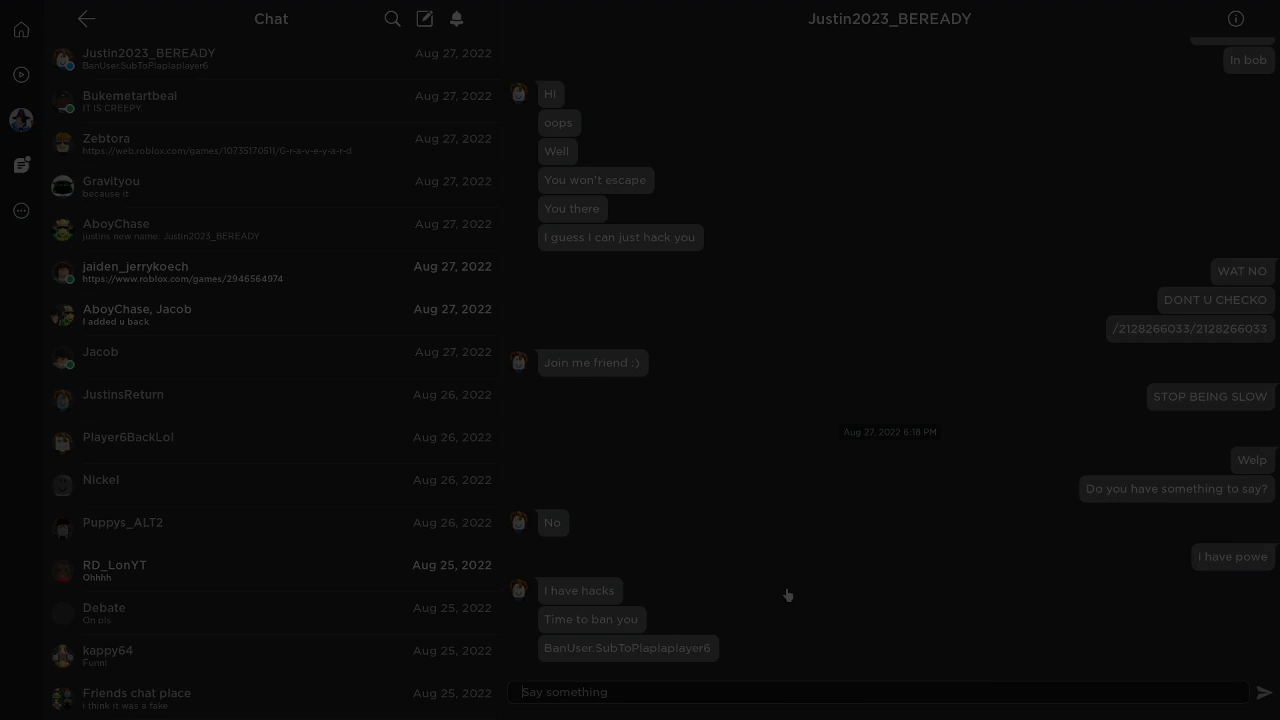 Chat
Justin2023_BEREADY
Aug 27, 2022
BanUser.SubToPlaplaplayer6
Bukemetartbeal
Aug 27, 2022
IT IS CREEPY.
Zebtora
Aug 27, 2022
https://web.roblox.com/games/10735170511/G-r-a-v-e-y-a-r-d
Gravityou
Aug 27, 2022
because it
AboyChase
Aug 27, 2022
justins new name: Justin2023_BEREADY
jaiden_jerrykoech
Aug 27, 2022
https://www.roblox.com/games/2946564974
AboyChase, Jacob
Aug 27, 2022
I added u back
Jacob
Aug 27, 2022
JustinsReturn
Aug 26, 2022
Player6BackLol
Aug 26, 2022
Nickel
Aug 26, 2022
Puppys_ALT2
Aug 26, 2022
RD_LonYT
Aug 25, 2022
Ohhhh
Debate
Aug 25, 2022
On pls
kappy64
Aug 25, 2022
Funni
Friends chat place
Aug 25, 2022
i think it was a fake
Justin2023_BEREADY
In bob
HI
oops
Well
You won't escape
You there
I guess I can just hack you
WAT NO
DONT U CHECKO
/2128266033/2128266033
Join me friend :)
STOP BEING SLOW
Aug 27, 2022 6:18 PM
Welp
Do you have something to say?
No
I have powe
I have hacks
Time to ban you
BanUser.SubToPlaplaplayer6
Say something